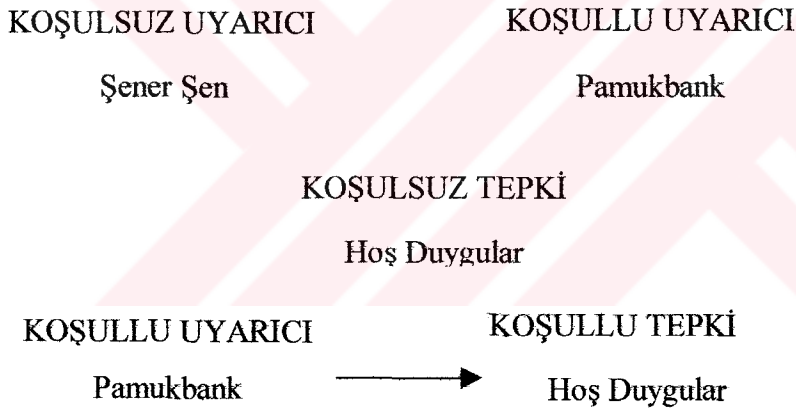 KOŞULSUZ UYARICI KOŞULLU UYARICI
Şener Şen Pamukbank
KOŞULSUZ TEPKİ
Hoş Duygular
KOŞULLU UYARICI KOŞULLU TEPKİ
Pamukbank Hoş Duygular